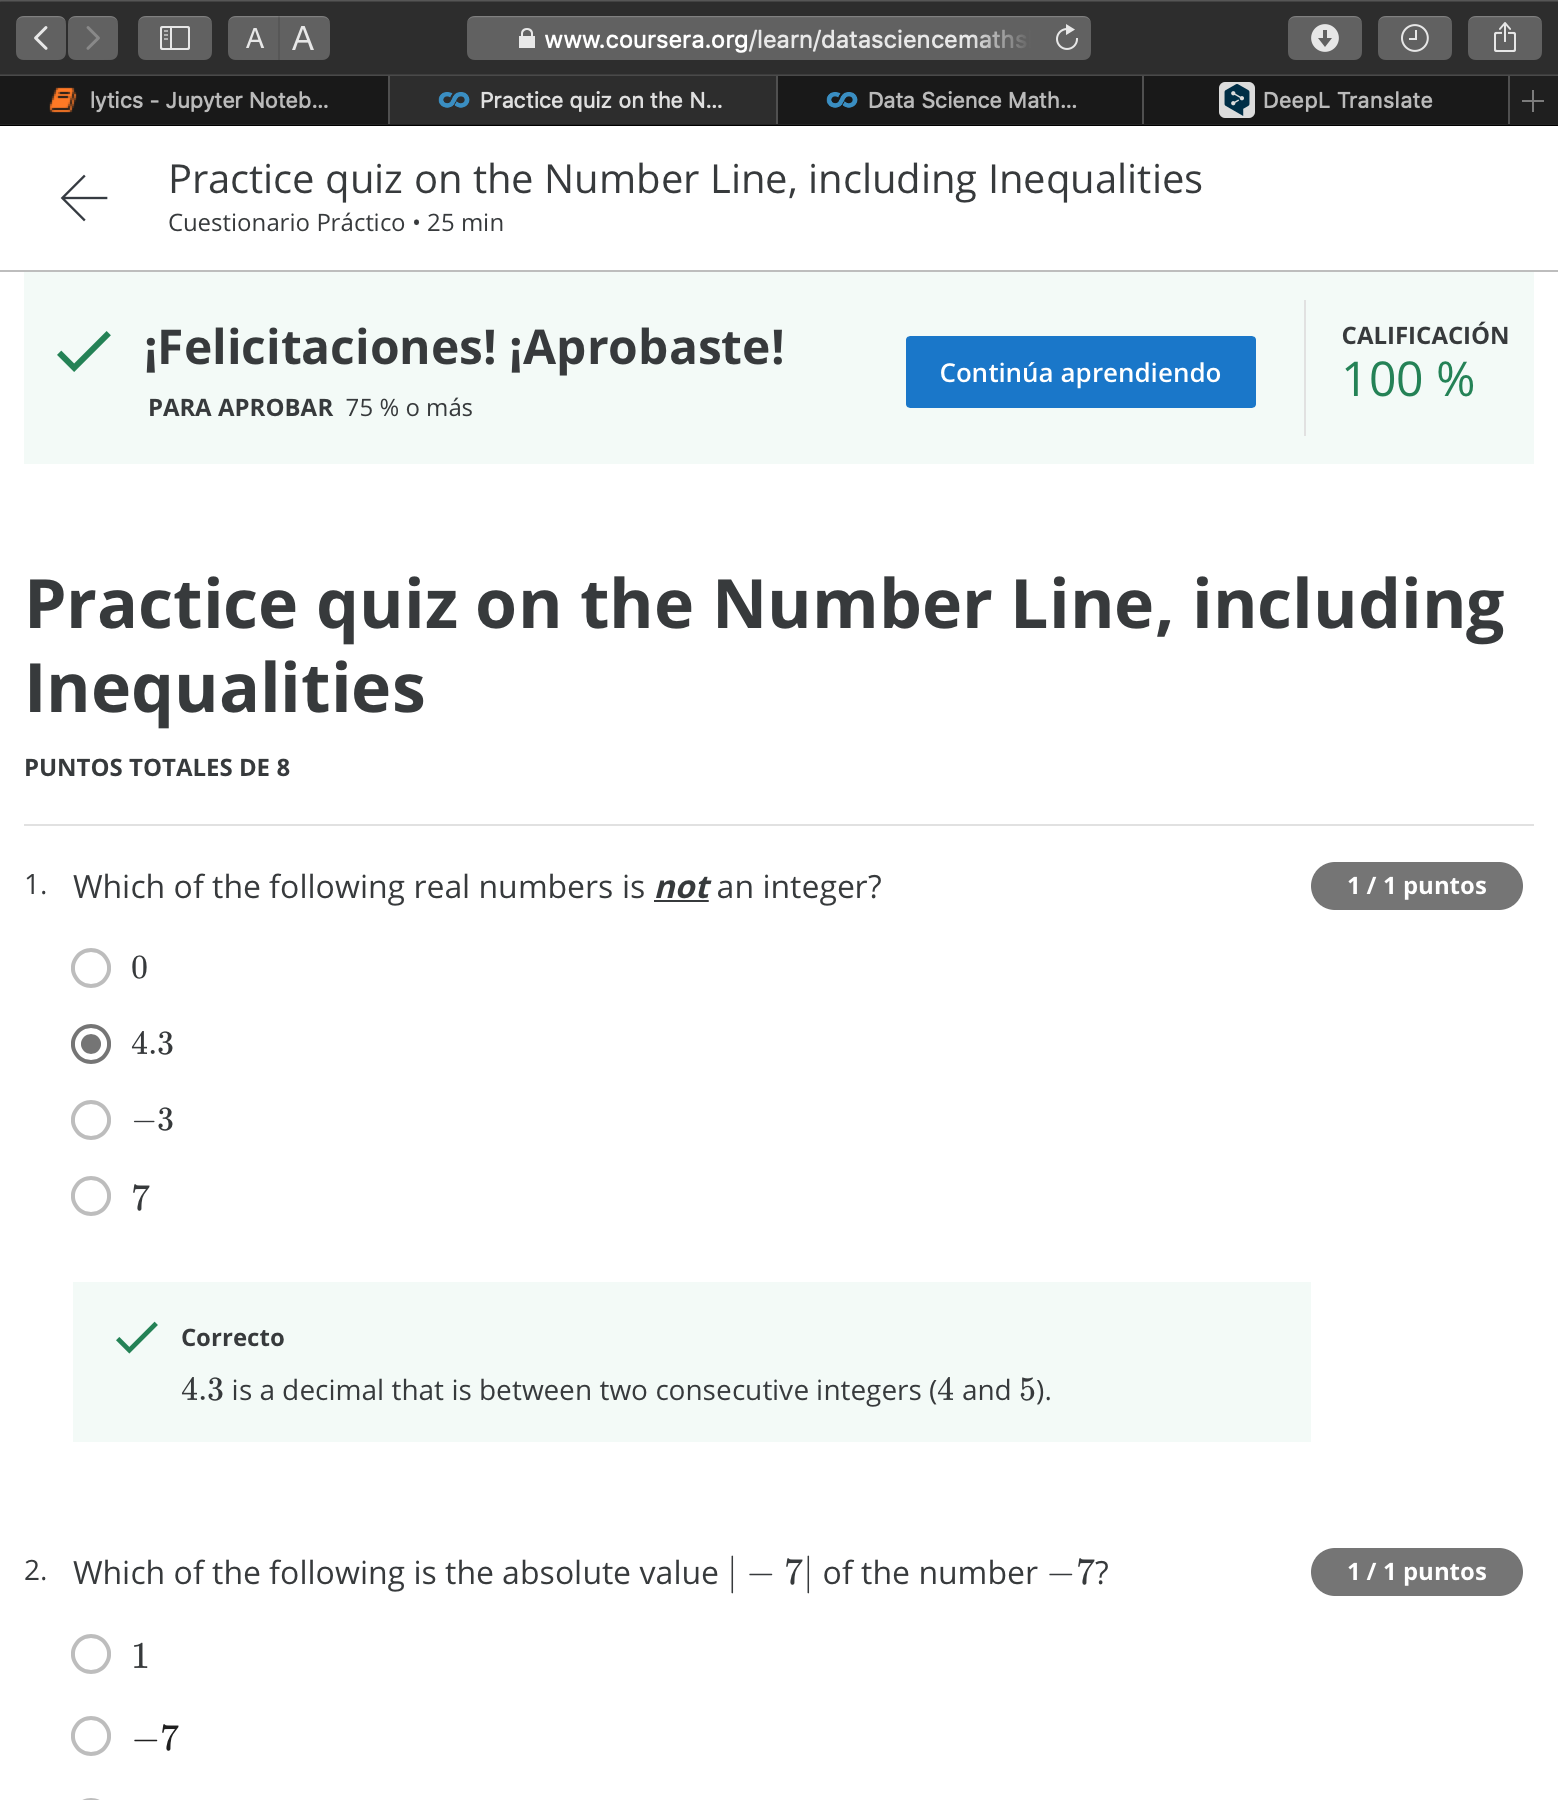 A A
www.coursera.org/learn/datasciencemaths
lytics - Jupyter Noteb...
Practice quiz on the N...
Data Science Math...
DeepL Translate
Practice quiz on the Number Line, including Inequalities
Cuestionario Práctico • 25 min
¡Felicitaciones! ¡Aprobaste!
PARA APROBAR 75 % o más
Continúa aprendiendo
CALIFICACIÓN
100 %
Practice quiz on the Number Line, including
Inequalities
PUNTOS TOTALES DE 8
1. Which of the following real numbers is not an integer?
1 / 1 puntos
0
4.3
−3
7
Correcto
4.3 is a decimal that is between two consecutive integers (4 and 5).
2. Which of the following is the absolute value | − 7| of the number −7?
1 / 1 puntos
1
−7